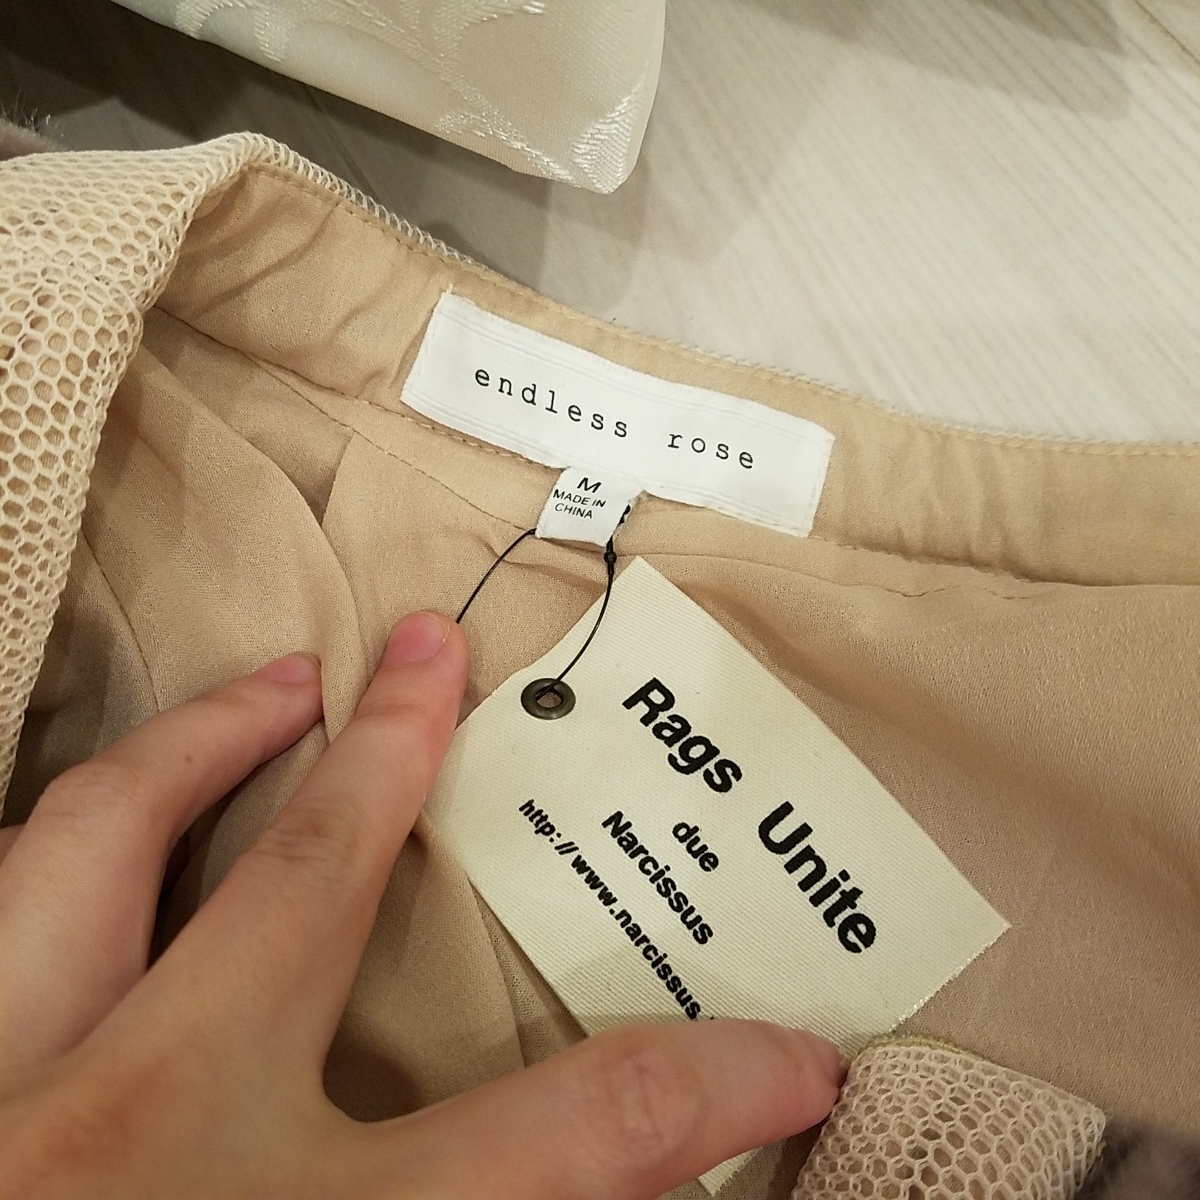 endless rose
M
MADE IN
CHINA
Rags Unite
due
Narcissus
http://www.narcissus.